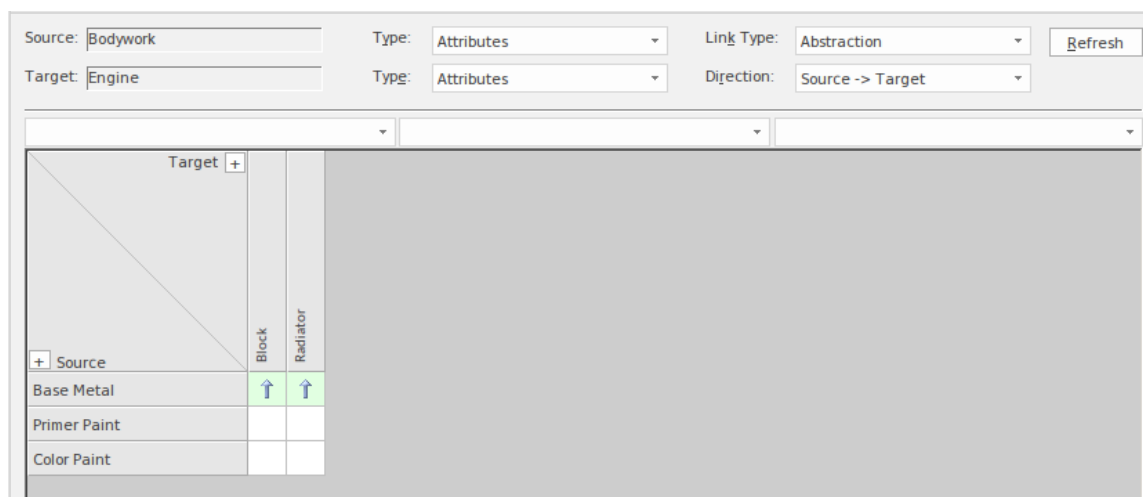 Source: Bodywork Type: Attributes Link Type: Abstraction Refresh
Target: Engine Type: Attributes Direction: Source -> Target
Target +
Block
Radiator
+ Source
Base Metal
Primer Paint
Color Paint